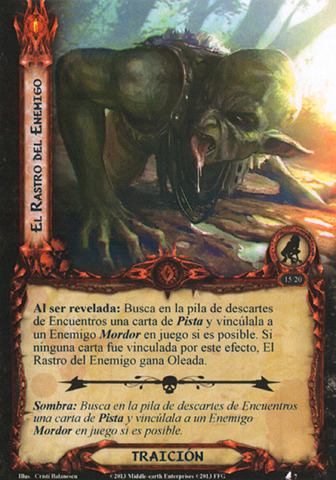 EL RASTRO DEL ENEMIGO
15/20
Al ser revelada: Busca en la pila de descartes
de Encuentros una carta de Pista y vincúlala a
un Enemigo Mordor en juego si es posible. Si
ninguna carta fue vinculada por este efecto, El
Rastro del Enemigo gana Oleada.
Sombra: Busca en la pila de descartes de Encuentros
una carta de Pista y vincúlala a un Enemigo
Mordor en juego si es posible.
TRAICIÓN
Illus. Cristi Balanescu
©2013 Middle-earth Enterprises ©2013 FFG